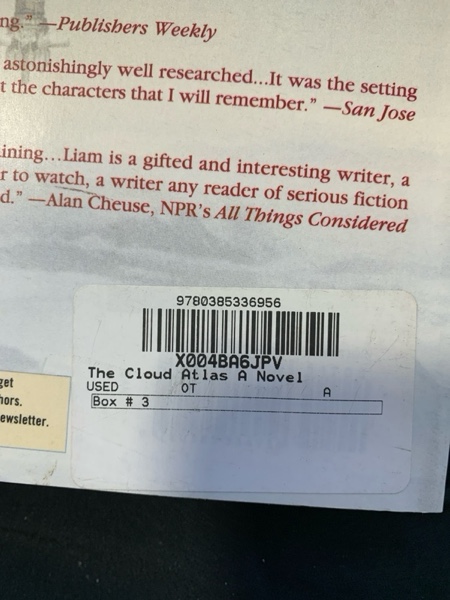 ng." —Publishers Weekly
astonishingly well researched...It was the setting
t the characters that I will remember." —San Jose
ining...Liam is a gifted and interesting writer, a
r to watch, a writer any reader of serious fiction
d." —Alan Cheuse, NPR's All Things Considered
9780385336956
X004BA6JPV
The Cloud Atlas A Novel
USED OT A
Box # 3
get
hors.
ewsletter.